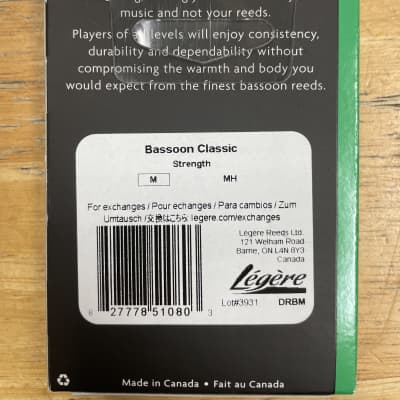 music and not your reeds.
Players of all levels will enjoy consistency,
durability and dependability without
compromising the warmth and body you
would expect from the finest bassoon reeds.
Bassoon Classic
Strength
M MH
For exchanges / Pour echanges / Para cambios / Zum
Umtausch /交換はこちら legere.com/exchanges
Légère Reeds Ltd.
121 Welham Road
Barrie, ON L4N 8Y3
Canada
Légère
Lot#3931 DRBM
8 27778 51080 3
Made in Canada • Fait au Canada